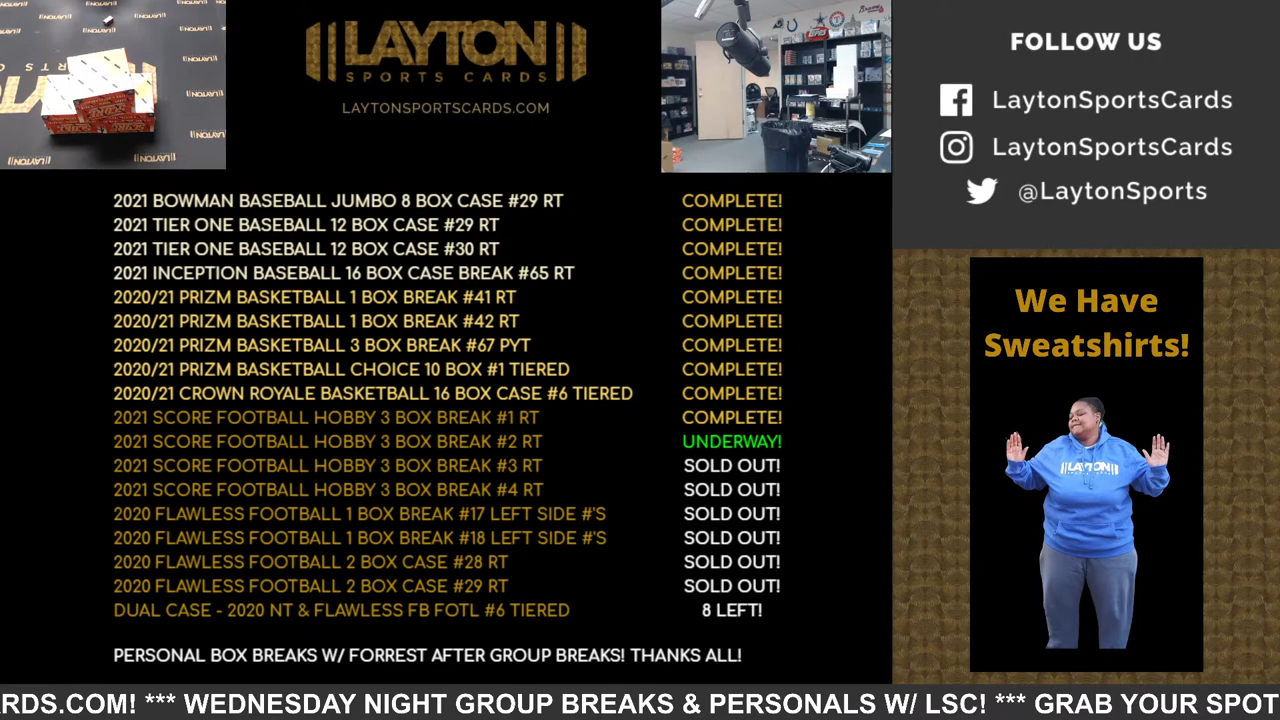 LAYTON
SPORTS CARDS
LAYTONSPORTSCARDS.COM
FOLLOW US
LaytonSportsCards
LaytonSportsCards
@LaytonSports
2021 BOWMAN BASEBALL JUMBO 8 BOX CASE #29 RT COMPLETE!
2021 TIER ONE BASEBALL 12 BOX CASE #29 RT COMPLETE!
2021 TIER ONE BASEBALL 12 BOX CASE #30 RT COMPLETE!
2021 INCEPTION BASEBALL 16 BOX CASE BREAK #65 RT COMPLETE!
2020/21 PRIZM BASKETBALL 1 BOX BREAK #41 RT COMPLETE!
2020/21 PRIZM BASKETBALL 1 BOX BREAK #42 RT COMPLETE!
2020/21 PRIZM BASKETBALL 3 BOX BREAK #67 PYT COMPLETE!
2020/21 PRIZM BASKETBALL CHOICE 10 BOX #1 TIERED COMPLETE!
2020/21 CROWN ROYALE BASKETBALL 16 BOX CASE #6 TIERED COMPLETE!
2021 SCORE FOOTBALL HOBBY 3 BOX BREAK #1 RT COMPLETE!
2021 SCORE FOOTBALL HOBBY 3 BOX BREAK #2 RT UNDERWAY!
2021 SCORE FOOTBALL HOBBY 3 BOX BREAK #3 RT SOLD OUT!
2021 SCORE FOOTBALL HOBBY 3 BOX BREAK #4 RT SOLD OUT!
2020 FLAWLESS FOOTBALL 1 BOX BREAK #17 LEFT SIDE #'S SOLD OUT!
2020 FLAWLESS FOOTBALL 1 BOX BREAK #18 LEFT SIDE #'S SOLD OUT!
2020 FLAWLESS FOOTBALL 2 BOX CASE #28 RT SOLD OUT!
2020 FLAWLESS FOOTBALL 2 BOX CASE #29 RT SOLD OUT!
DUAL CASE - 2020 NT & FLAWLESS FB FOTL #6 TIERED 8 LEFT!
PERSONAL BOX BREAKS W/ FORREST AFTER GROUP BREAKS! THANKS ALL!
We Have
Sweatshirts!
LAYTON
ARDS.COM! *** WEDNESDAY NIGHT GROUP BREAKS & PERSONALS W/ LSC! *** GRAB YOUR SPOT